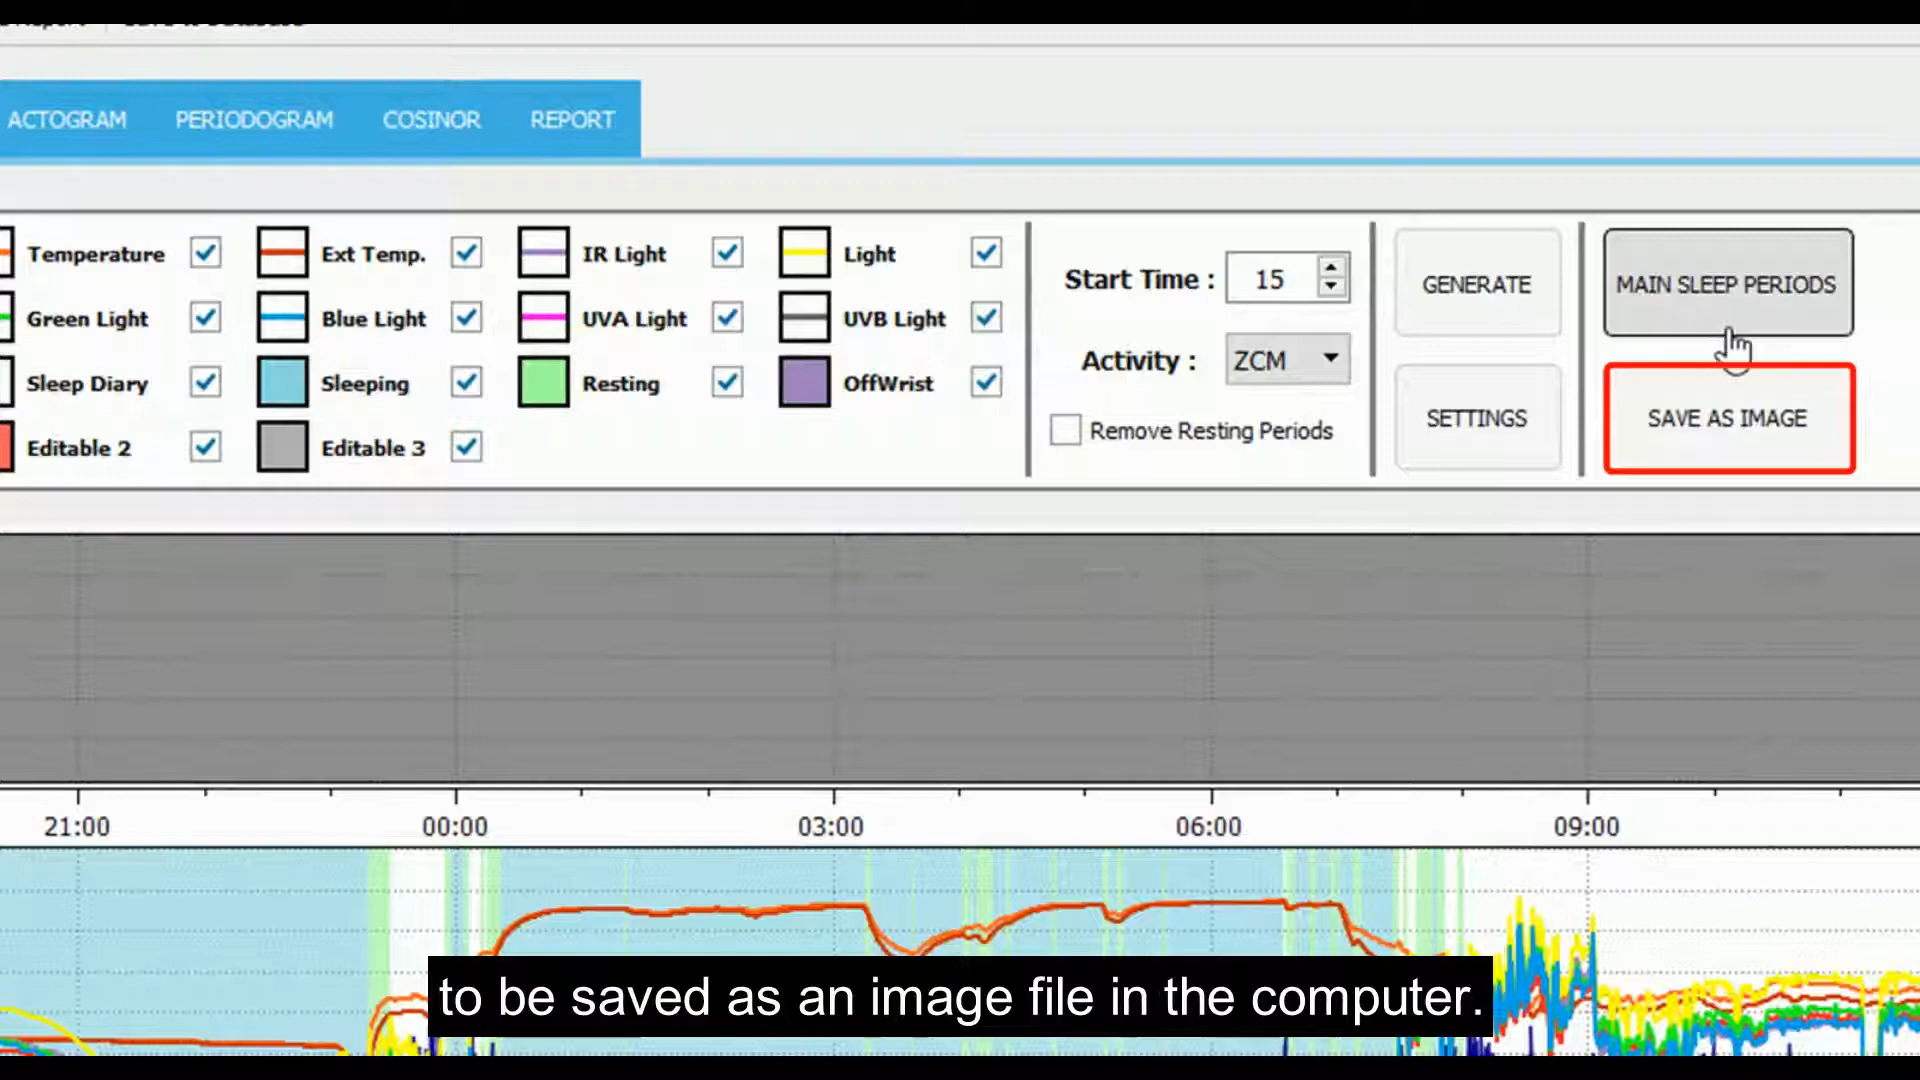 ACTOGRAM PERIODOGRAM COSINOR REPORT
Temperature Ext Temp. IR Light Light
Green Light Blue Light UVA Light UVB Light
Sleep Diary Sleeping Resting OffWrist
Editable 2 Editable 3
Start Time : 15
Activity : ZCM
Remove Resting Periods
GENERATE
SETTINGS
MAIN SLEEP PERIODS
SAVE AS IMAGE
21:00 00:00 03:00 06:00 09:00
to be saved as an image file in the computer.